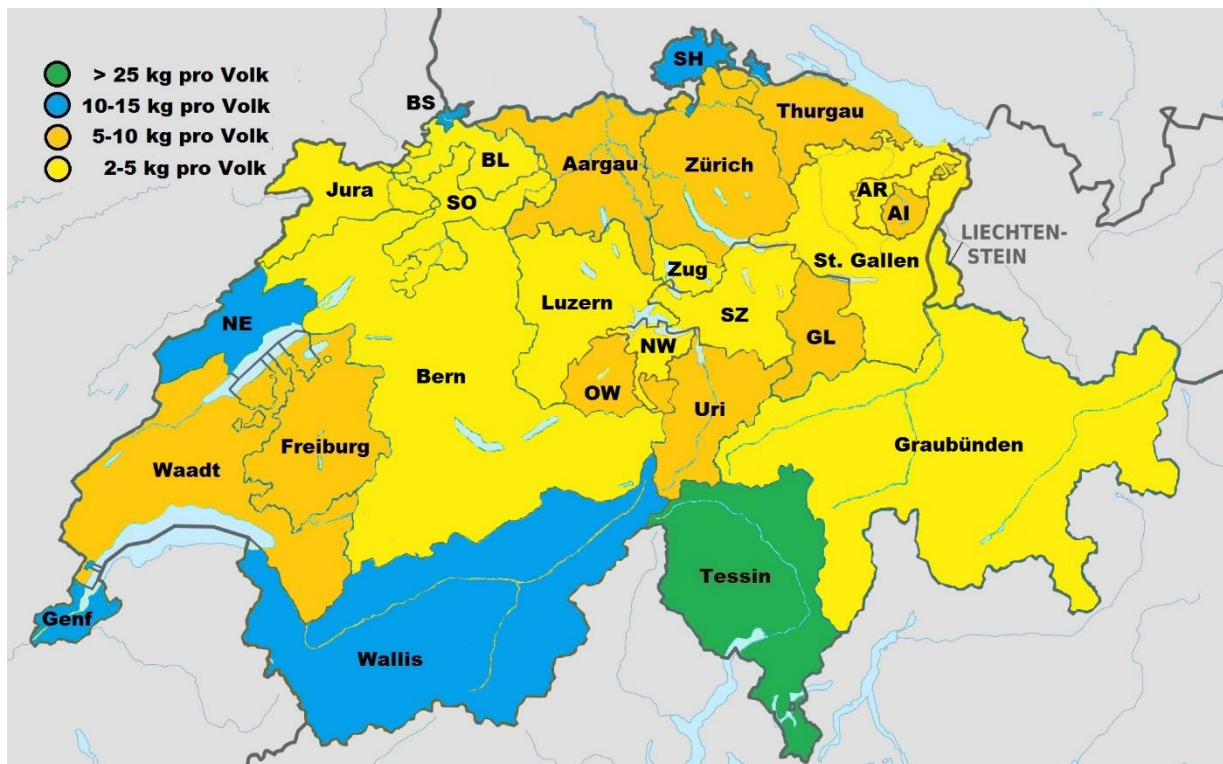 > 25 kg pro Volk
10-15 kg pro Volk
5-10 kg pro Volk
2-5 kg pro Volk
SH
BS
Thurgau
BL
Aargau
Zürich
Jura
SO
AR
AI
LIECHTEN-
STEIN
St. Gallen
Zug
Luzern
SZ
NE
NW
GL
Bern
OW
Uri
Freiburg
Graubünden
Waadt
Tessin
Genf
Wallis